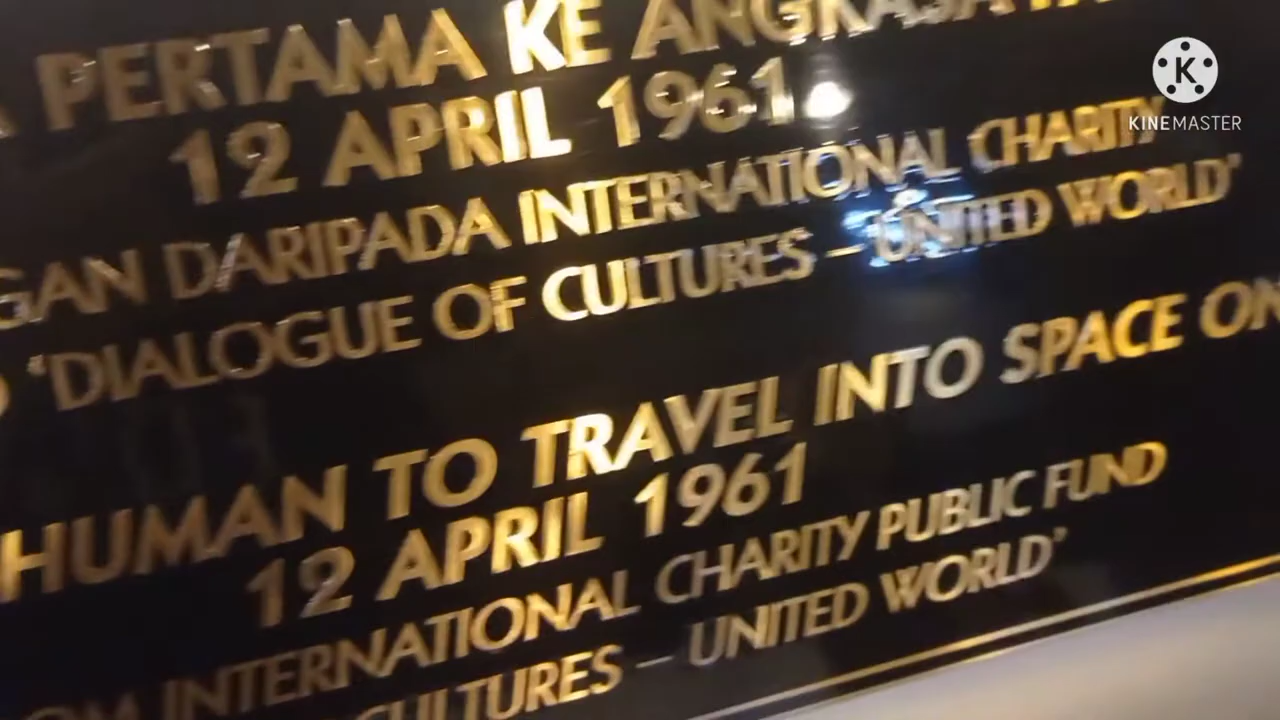 PERTAMA KE ANGKASA
12 APRIL 1961
DARIPADA INTERNATIONAL CHARITY
'DIALOGUE OF CULTURES – UNITED WORLD'
HUMAN TO TRAVEL INTO SPACE ON
12 APRIL 1961
INTERNATIONAL CHARITY PUBLIC FUND
CULTURES – UNITED WORLD'
K
KINEMASTER